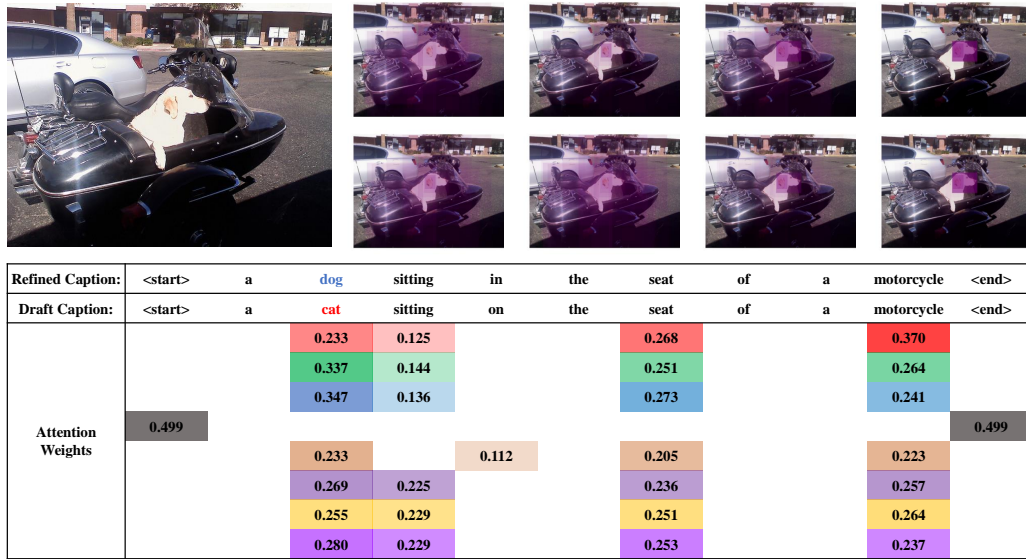 Refined Caption: <start> a dog sitting in the seat of a motorcycle <end>
Draft Caption: <start> a cat sitting on the seat of a motorcycle <end>
Attention Weights
0.233 0.125 0.268 0.370
0.337 0.144 0.251 0.264
0.347 0.136 0.273 0.241
0.499 0.499
0.233 0.112 0.205 0.223
0.269 0.225 0.236 0.257
0.255 0.229 0.251 0.264
0.280 0.229 0.253 0.237